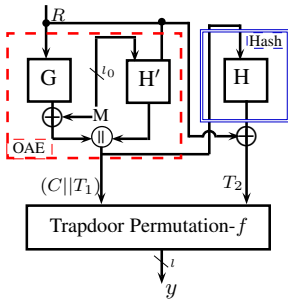 R
Hash
G
l₀
H′
H
M
||
OAE
(C||T₁)
T₂
Trapdoor Permutation-f
l
y